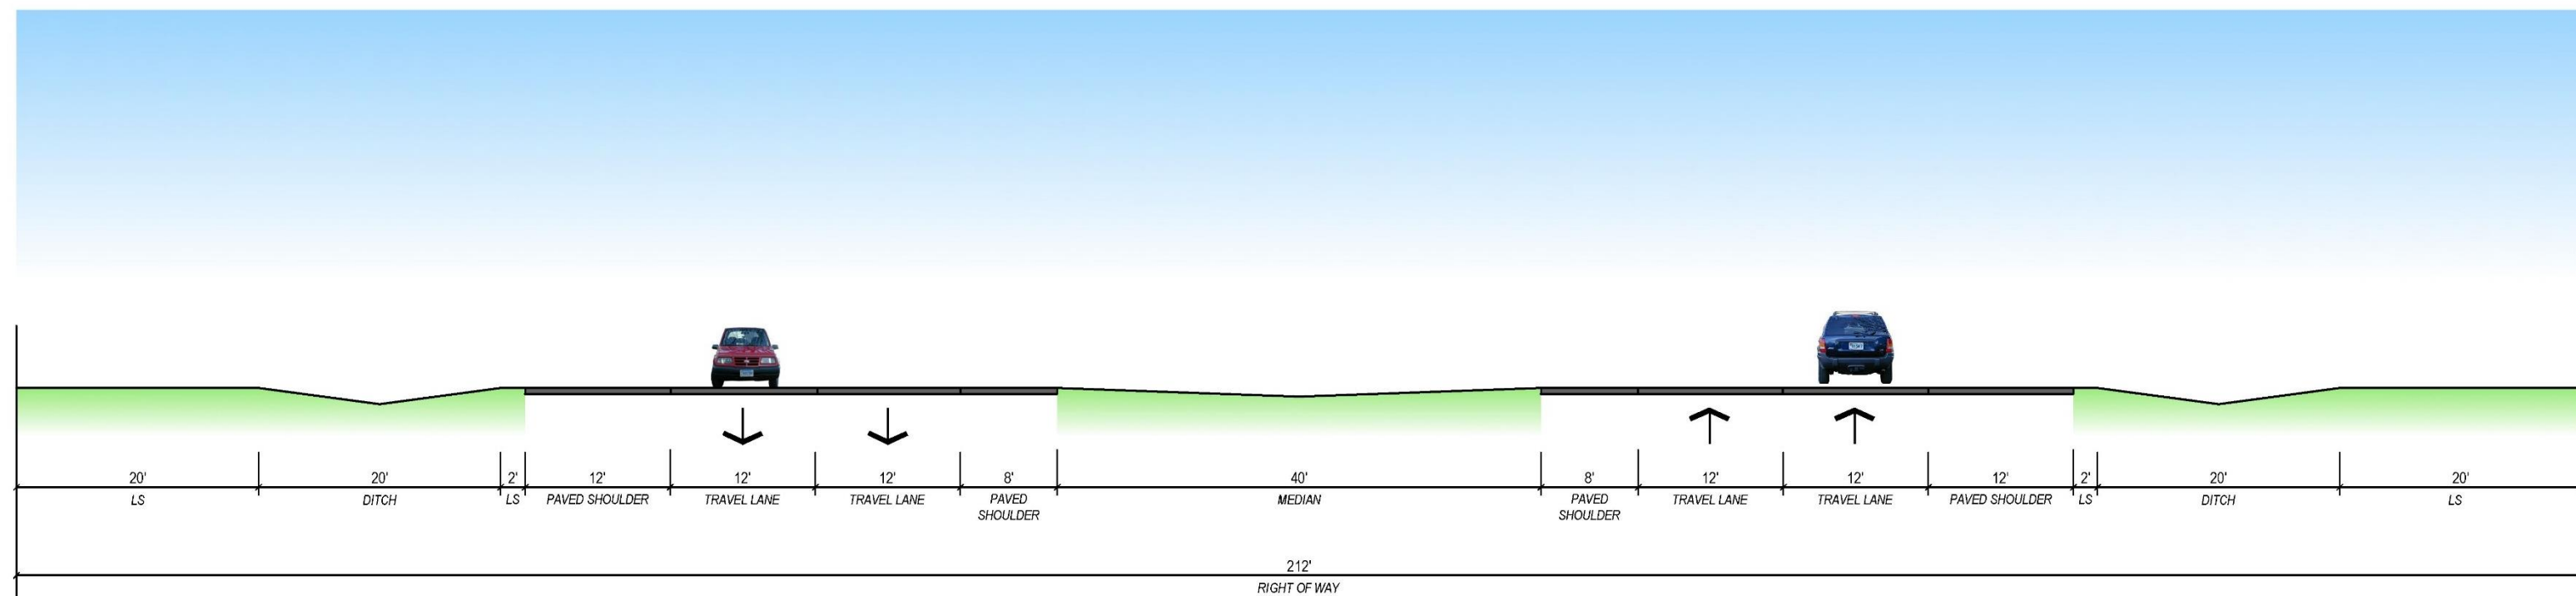 20' 20' 2' 12' 12' 12' 8' 40' 8' 12' 12' 12' 2' 20' 20'
LS DITCH LS PAVED SHOULDER TRAVEL LANE TRAVEL LANE PAVED MEDIAN PAVED TRAVEL LANE TRAVEL LANE PAVED SHOULDER LS DITCH LS
SHOULDER SHOULDER
212'
RIGHT OF WAY